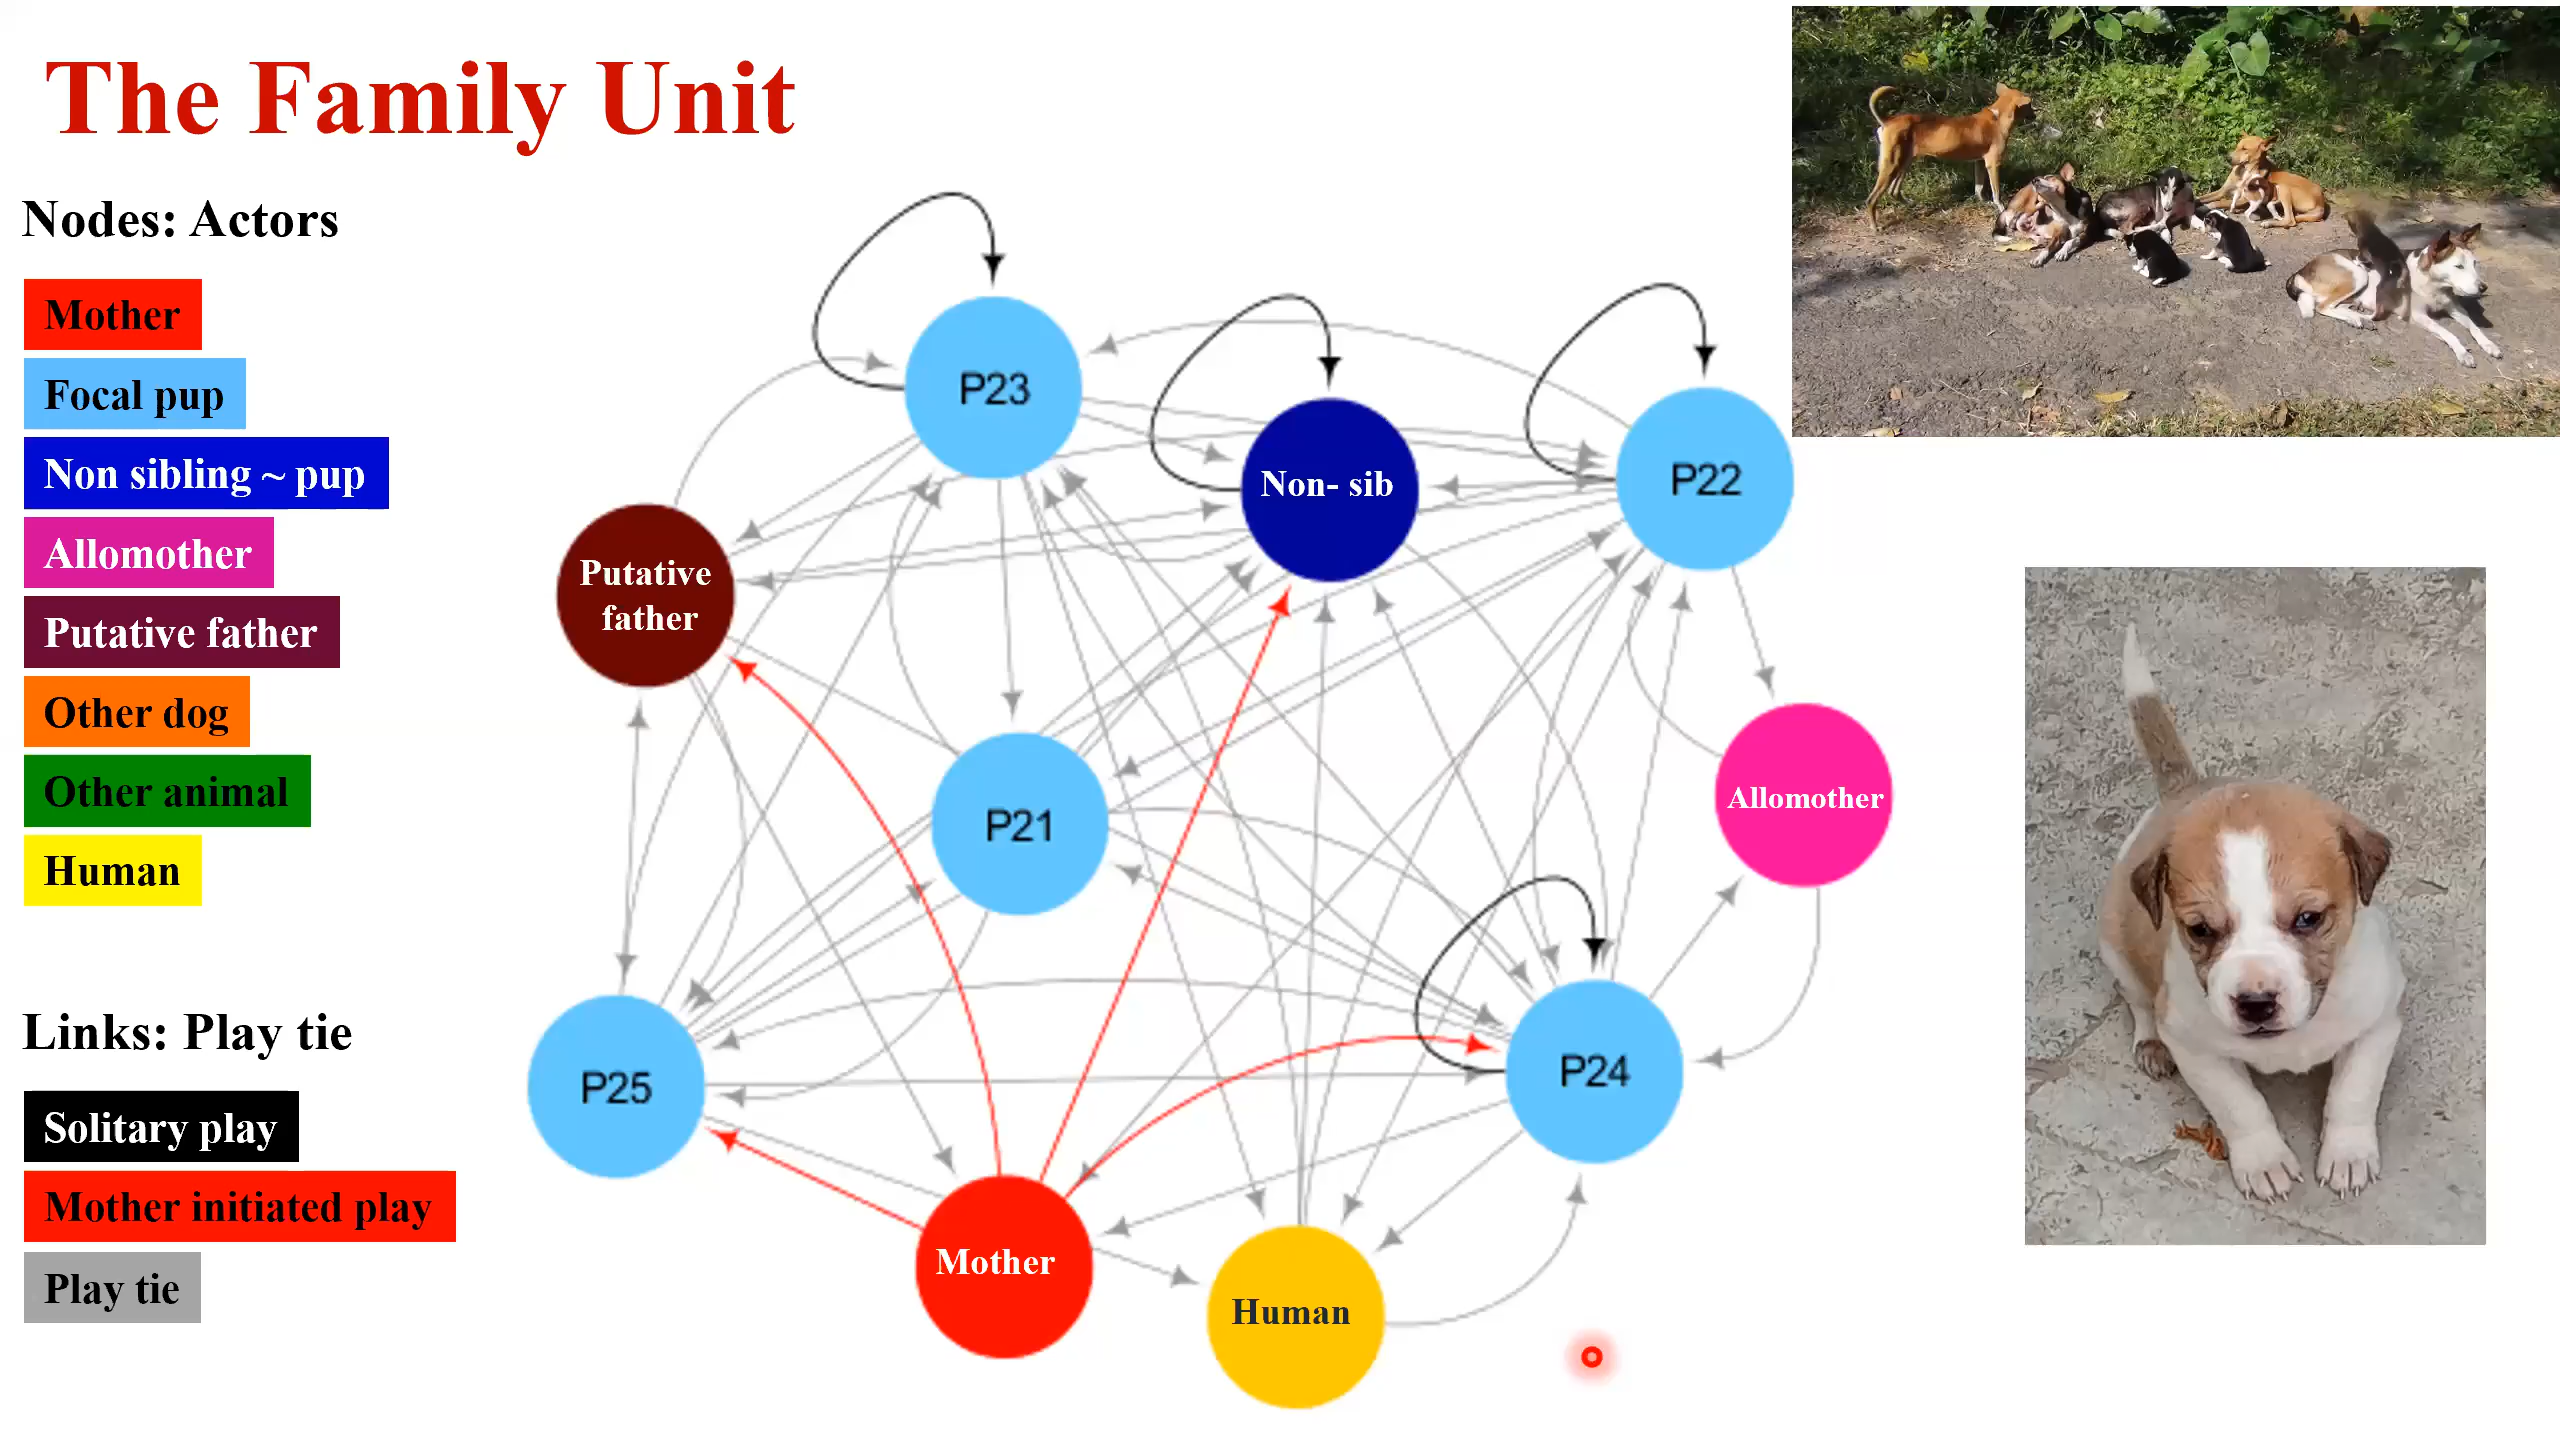 The Family Unit
Nodes: Actors
Mother
Focal pup
Non sibling ~ pup
Allomother
Putative father
Other dog
Other animal
Human
Links: Play tie
Solitary play
Mother initiated play
Play tie
P23
Non- sib
P22
Putative
father
P21
Allomother
P25
P24
Mother
Human